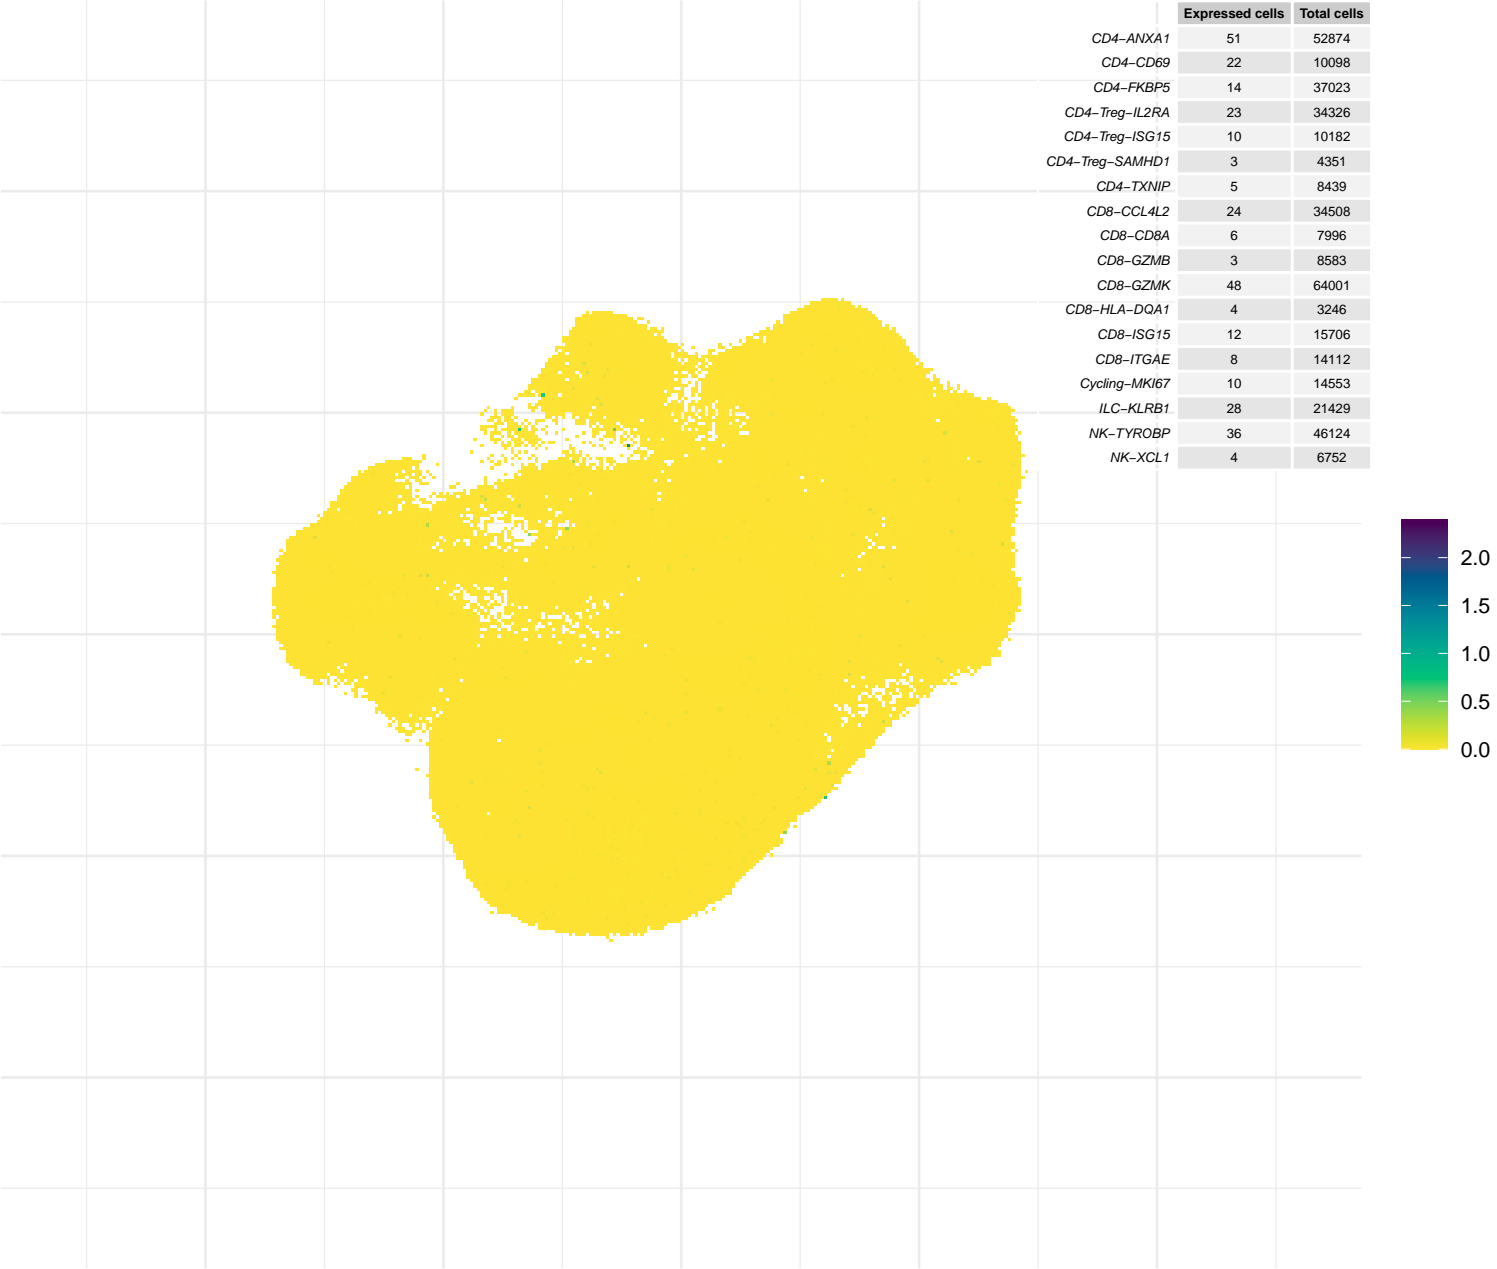 Expressed cells Total cells
CD4−ANXA1 51 52874
CD4−CD69 22 10098
CD4−FKBP5 14 37023
CD4−Treg−IL2RA 23 34326
CD4−Treg−ISG15 10 10182
CD4−Treg−SAMHD1 3 4351
CD4−TXNIP 5 8439
CD8−CCL4L2 24 34508
CD8−CD8A 6 7996
CD8−GZMB 3 8583
CD8−GZMK 48 64001
CD8−HLA−DQA1 4 3246
CD8−ISG15 12 15706
CD8−ITGAE 8 14112
Cycling−MKI67 10 14553
ILC−KLRB1 28 21429
NK−TYROBP 36 46124
NK−XCL1 4 6752
2.0
1.5
1.0
0.5
0.0